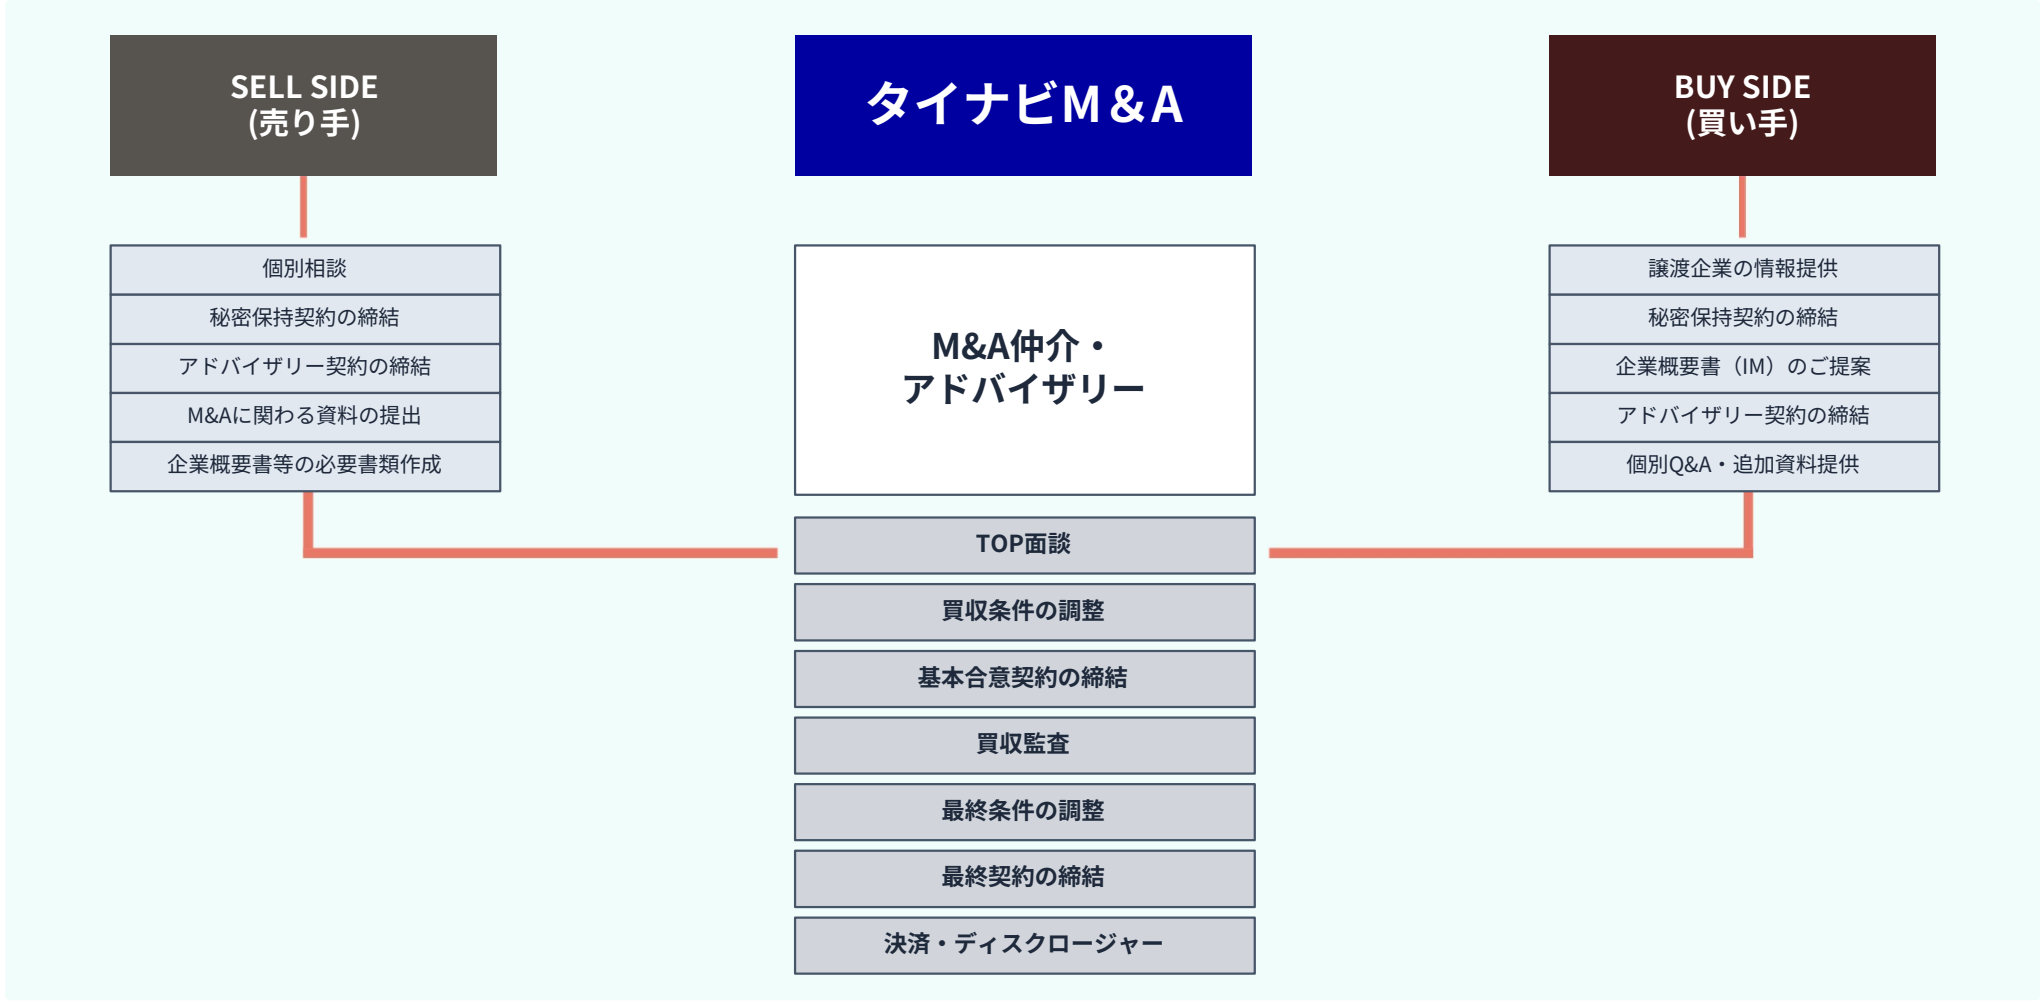 SELL SIDE
(売り手)
タイナビM＆A
BUY SIDE
(買い手)
個別相談
秘密保持契約の締結
アドバイザリー契約の締結
M&Aに関わる資料の提出
企業概要書等の必要書類作成
M&A仲介・
アドバイザリー
譲渡企業の情報提供
秘密保持契約の締結
企業概要書（IM）のご提案
アドバイザリー契約の締結
個別Q&A・追加資料提供
TOP面談
買収条件の調整
基本合意契約の締結
買収監査
最終条件の調整
最終契約の締結
決済・ディスクロージャー